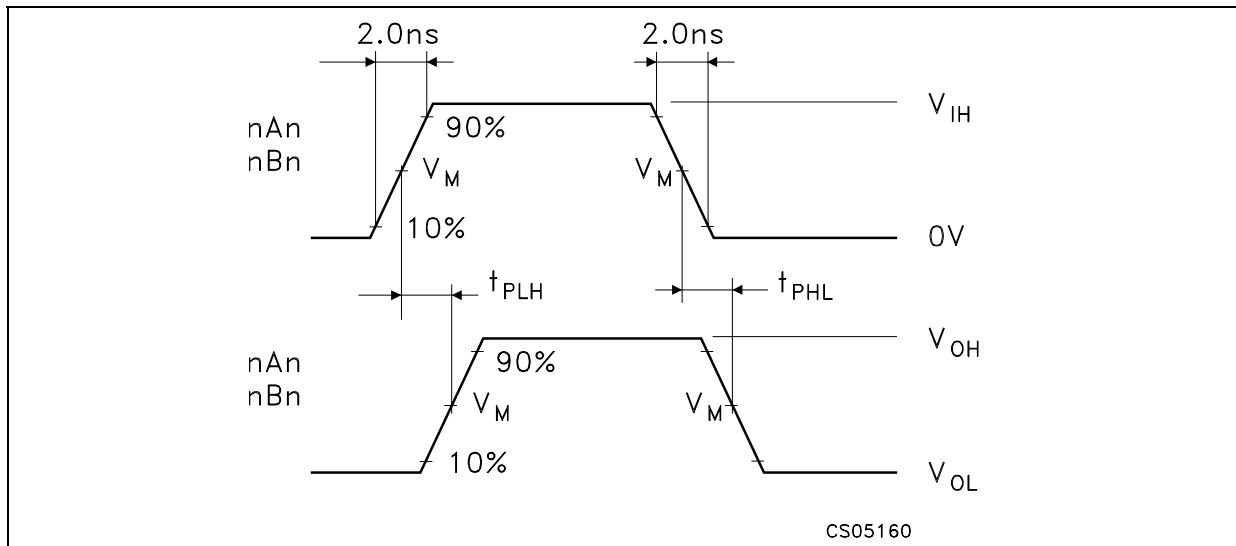 2.0ns 2.0ns
nAn
nBn
90%
V_M V_M
10%
V_IH
0V
t_PLH t_PHL
nAn
nBn
90%
V_M V_M
10%
V_OH
V_OL
CS05160